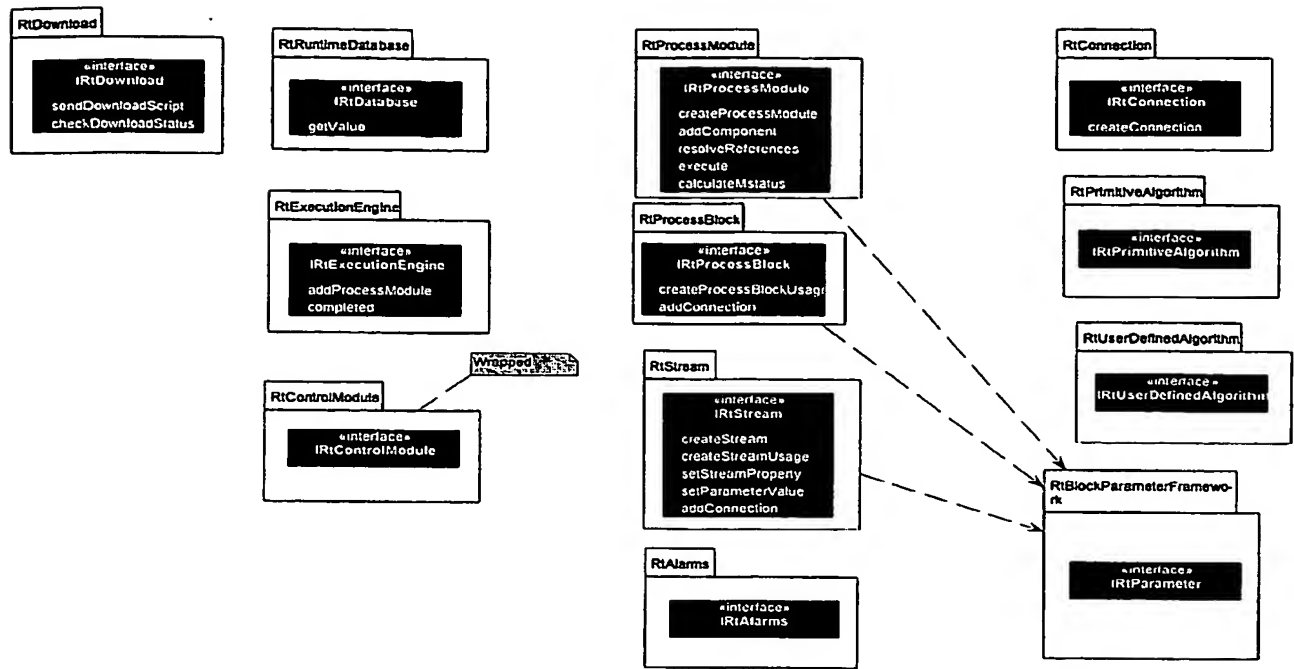 RtDownload
«interface»
IRtDownload
sendDownloadScript
checkDownloadStatus
RtRuntimeDatabase
«interface»
IRtDatabase
getValue
RtExecutionEngine
«interface»
IRtExecutionEngine
addProcessModule
completed
Wrapped
RtControlModule
«interface»
IRtControlModule
RtProcessModule
«interface»
IRtProcessModule
createProcessModule
addComponent
resolveReferences
execute
calculateMstatus
RtProcessBlock
«interface»
IRtProcessBlock
createProcessBlockUsage
addConnection
RtStream
«interface»
IRtStream
createStream
createStreamUsage
setStreamProperty
setParameterValue
addConnection
RtAlarms
«interface»
IRtAlarms
RtConnection
«interface»
IRtConnection
createConnection
RtPrimitiveAlgorithm
«interface»
IRtPrimitiveAlgorithm
RtUserDefinedAlgorithm
«interface»
IRtUserDefinedAlgorithm
RtBlockParameterFramewo-
rk
«interface»
IRtParameter